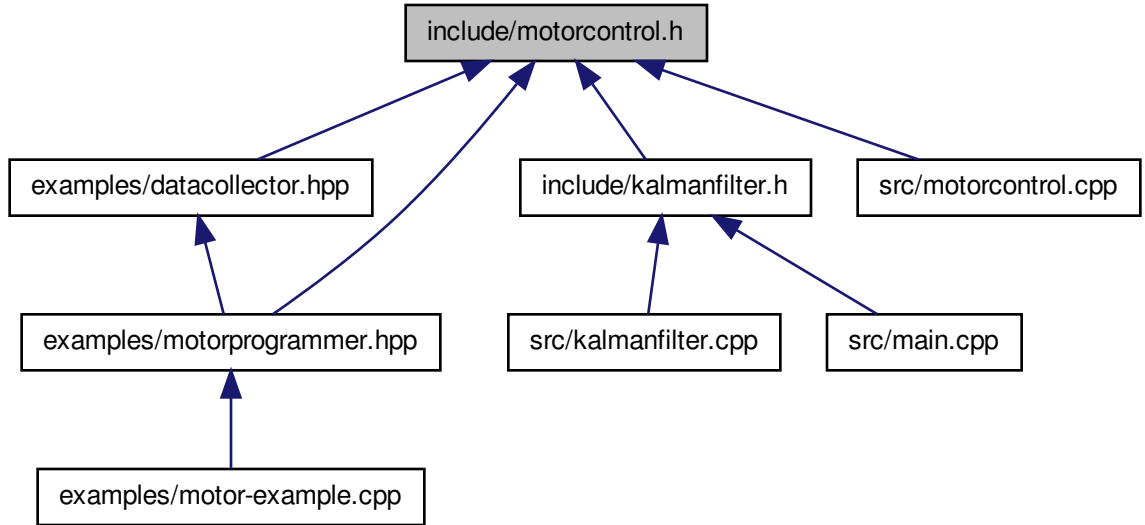 include/motorcontrol.h
examples/datacollector.hpp
include/kalmanfilter.h
src/motorcontrol.cpp
examples/motorprogrammer.hpp
src/kalmanfilter.cpp
src/main.cpp
examples/motor-example.cpp